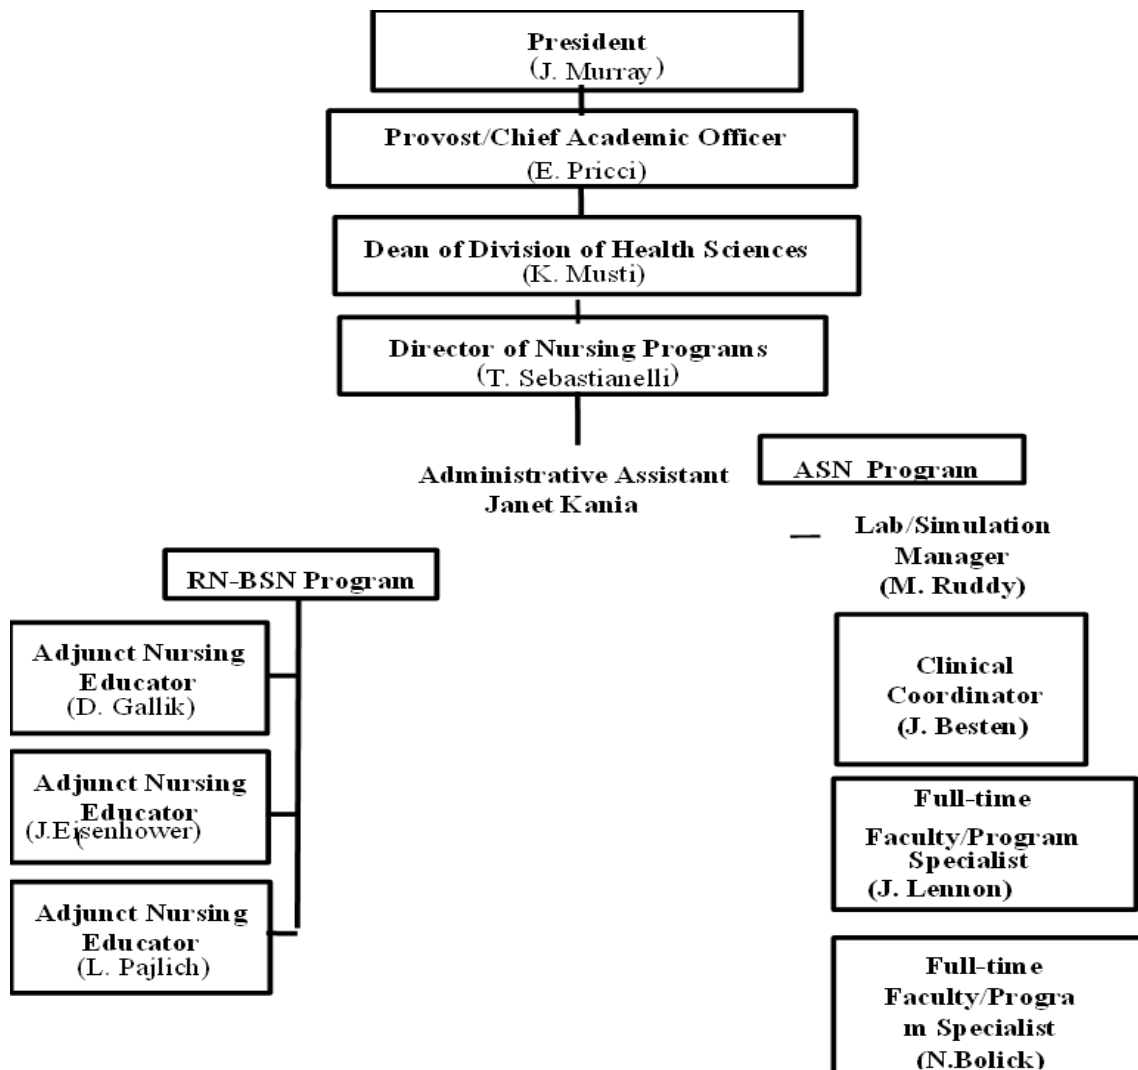 President
(J. Murray)
Provost/Chief Academic Officer
(E. Pricci)
Dean of Division of Health Sciences
(K. Musti)
Director of Nursing Programs
(T. Sebastianelli)
Administrative Assistant
Janet Kania
RN-BSN Program
Adjunct Nursing
Educator
(D. Gallik)
Adjunct Nursing
Educator
(
(J.Eisenhower)
Adjunct Nursing
Educator
(L. Pajlich)
ASN Program
Lab/Simulation
Manager
(M. Ruddy)
Clinical
Coordinator
(J. Besten)
Full-time
Faculty/Program
Specialist
(J. Lennon)
Full-time
Faculty/Progra
m Specialist
(N.Bolick)